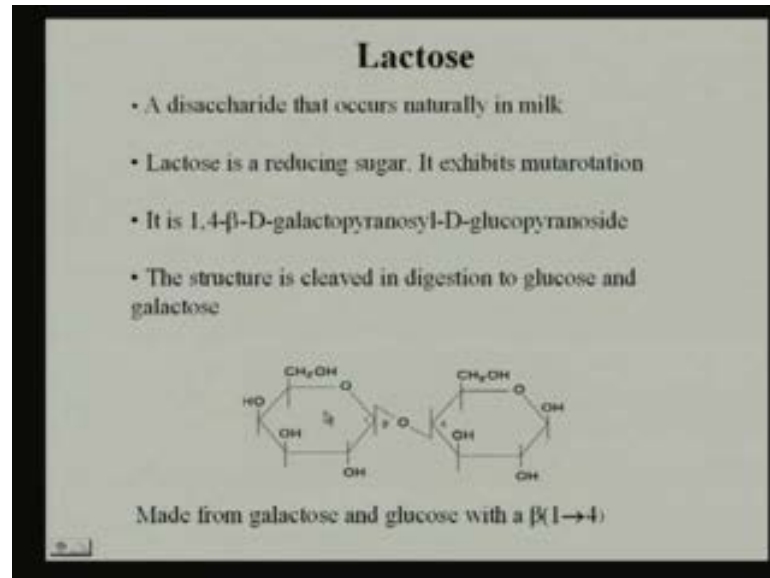 Lactose
• A disaccharide that occurs naturally in milk
• Lactose is a reducing sugar. It exhibits mutarotation
• It is 1,4-β-D-galactopyranosyl-D-glucopyranoside
• The structure is cleaved in digestion to glucose and
galactose
CH₂OH CH₂OH
O O
HO OH
OH β O 4 OH
OH OH
Made from galactose and glucose with a β(1→4)